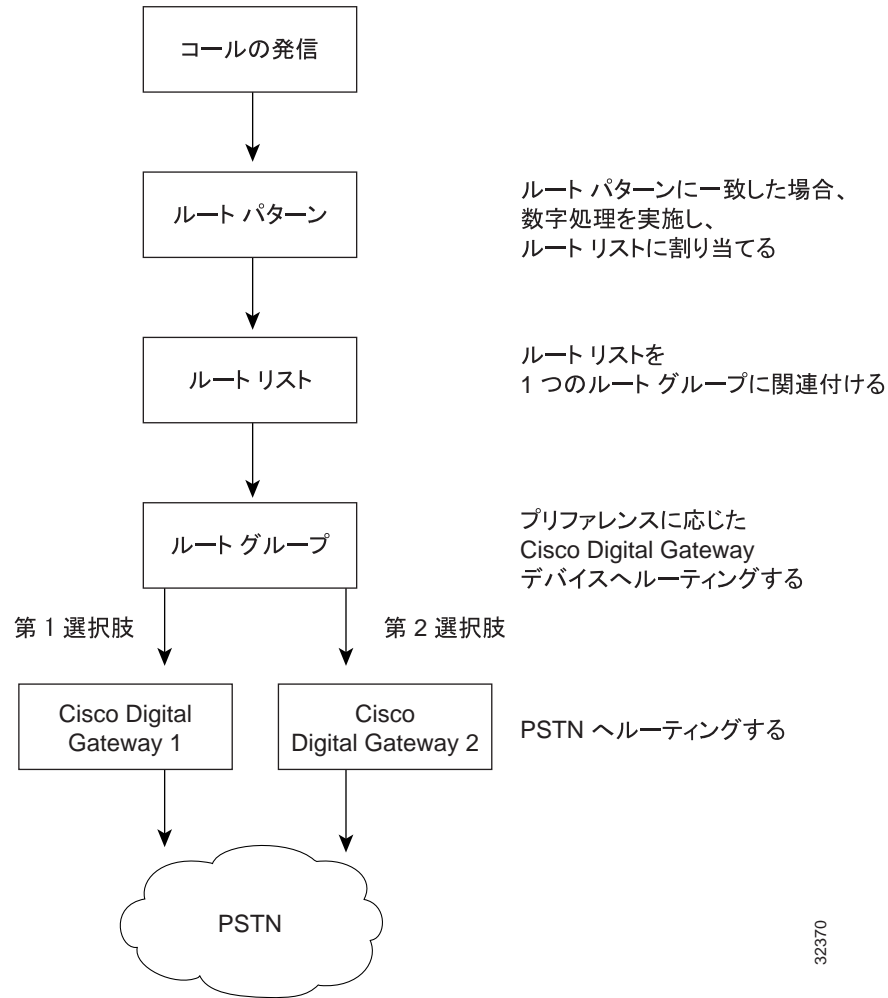 コールの発信
ルート パターン
ルート パターンに一致した場合、
数字処理を実施し、
ルート リストに割り当てる
ルート リスト
ルート リストを
1 つのルート グループに関連付ける
ルート グループ
プリファレンスに応じた
Cisco Digital Gateway
デバイスへルーティングする
第 1 選択肢
第 2 選択肢
Cisco Digital
Gateway 1
Cisco
Digital Gateway 2
PSTN へルーティングする
PSTN
32370